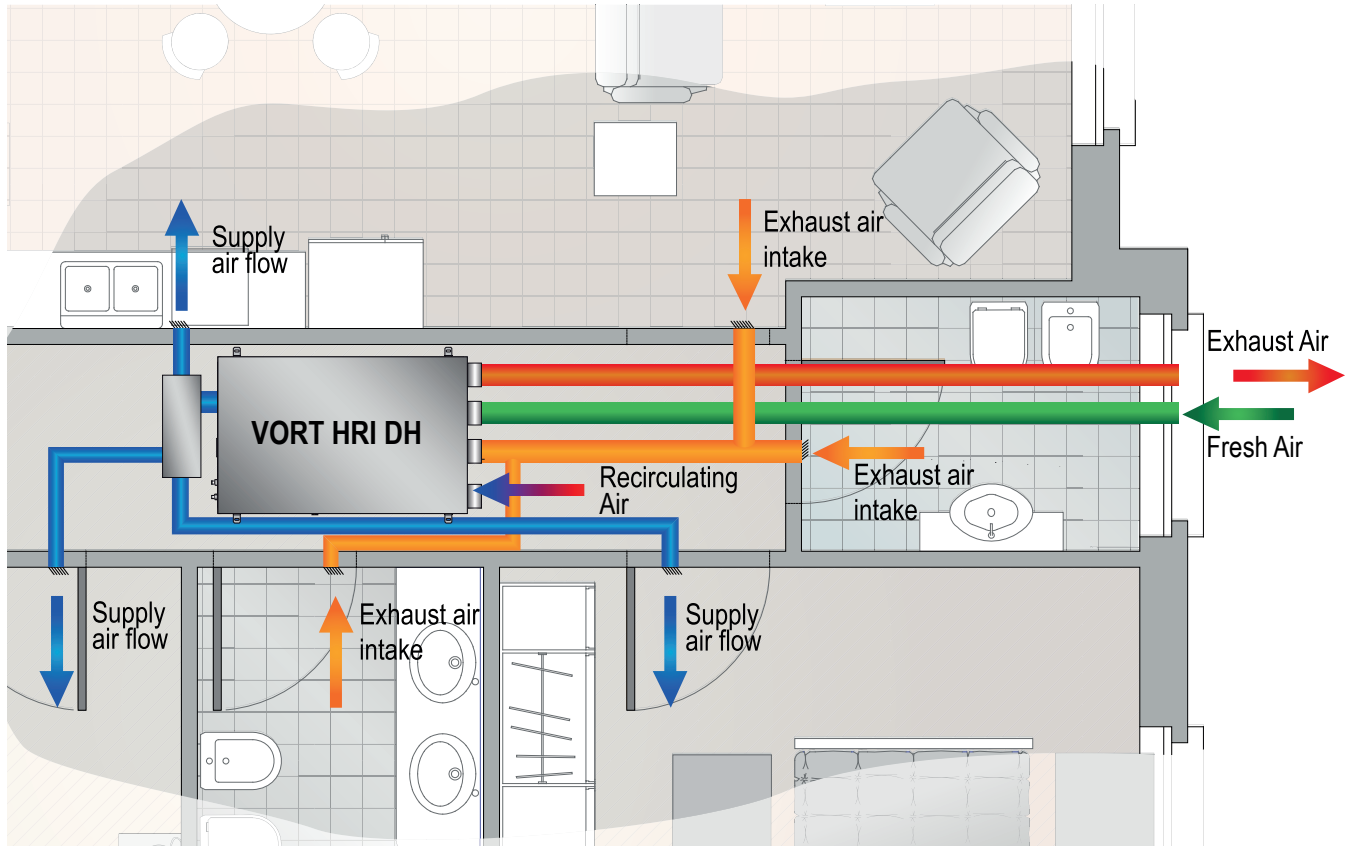 Supply
air flow
Exhaust air
intake
Exhaust Air
VORT HRI DH
Fresh Air
Recirculating
Air
Exhaust air
intake
Supply
air flow
Exhaust air
intake
Supply
air flow